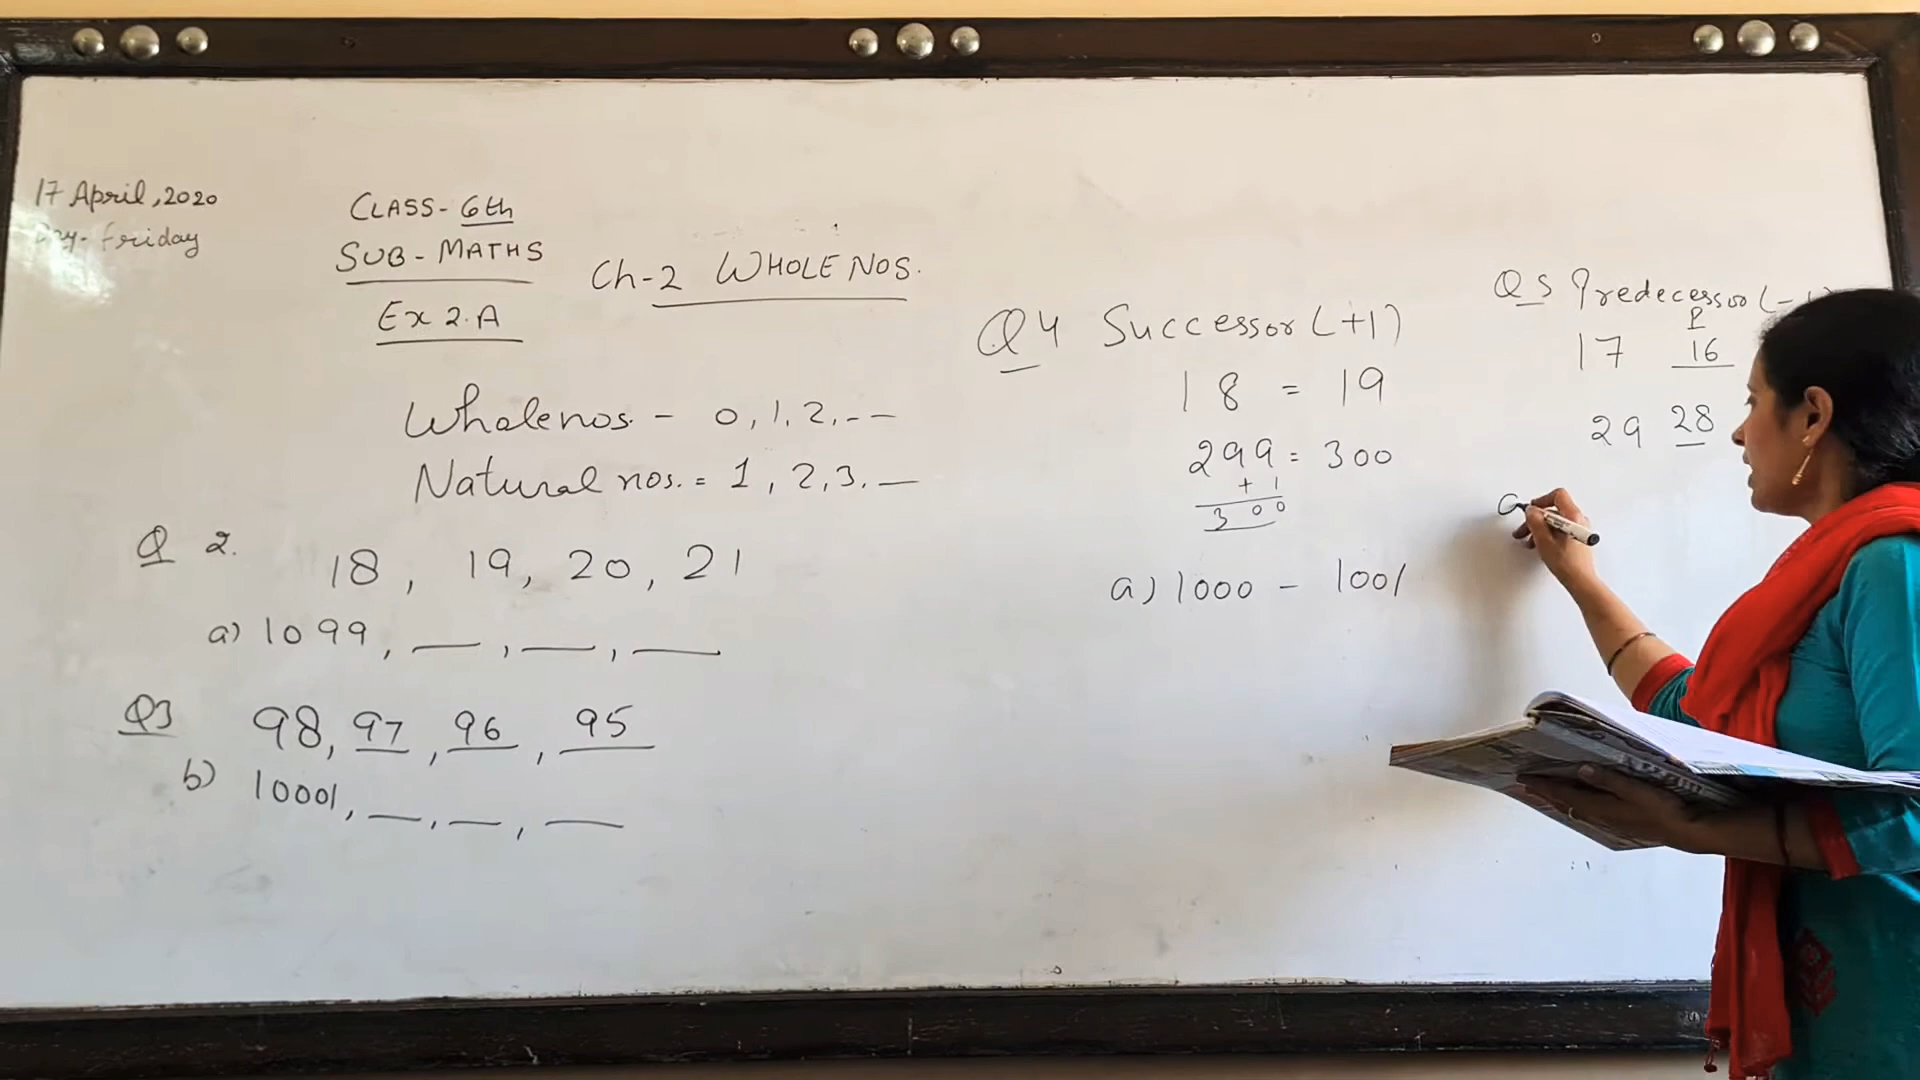 17 April, 2020
Day- Friday
CLASS- 6th
SUB- MATHS
Ex 2.A
Ch-2 WHOLE NOS.
Whole nos. - 0, 1, 2, - -
Natural nos. = 1, 2, 3, —
Q 2.
18, 19, 20, 21
a) 1099, __, __, __
Q3 98, 97, 96, 95
b) 10001, __, __, __
Q4 Successor (+1)
18 = 19
299 = 300
+ 1
300
a) 1000 - 1001
Q5 Predecessor (-
P
17 16
29 28